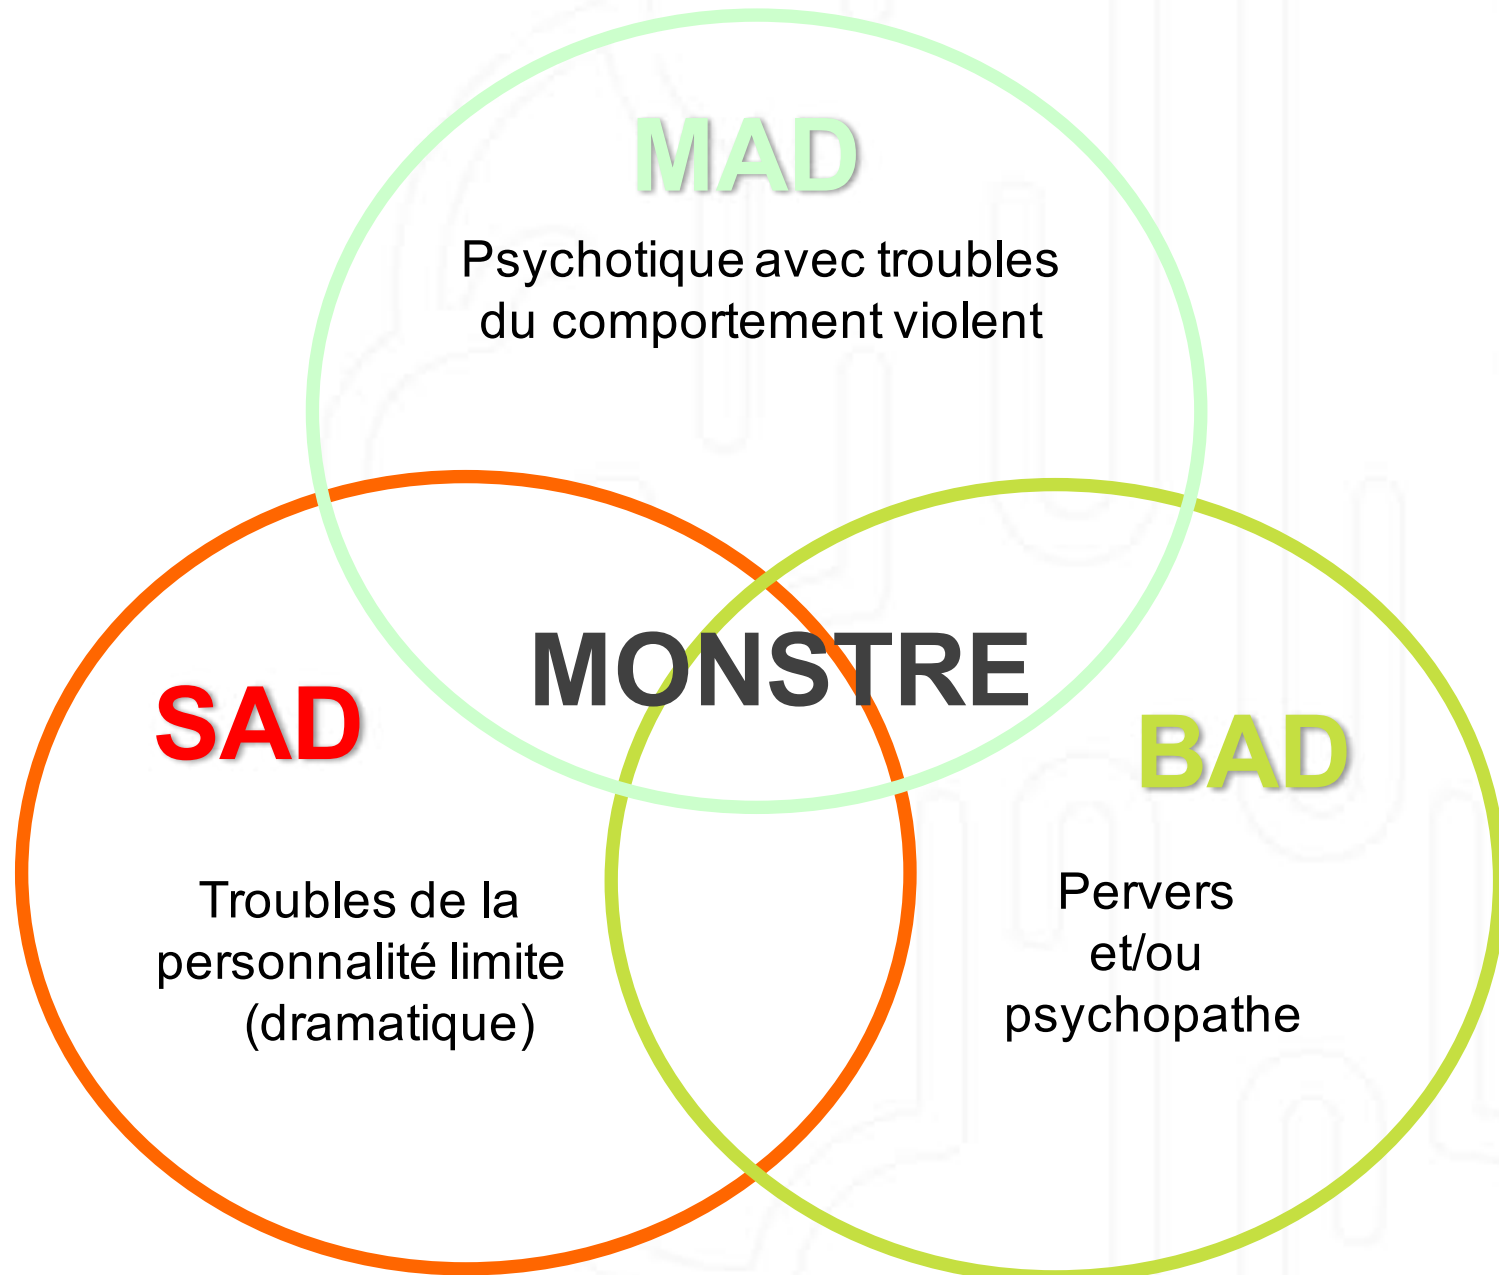 MAD
Psychotique avec troubles
du comportement violent
MONSTRE
SAD
Troubles de la
personnalité limite
(dramatique)
BAD
Pervers
et/ou
psychopathe